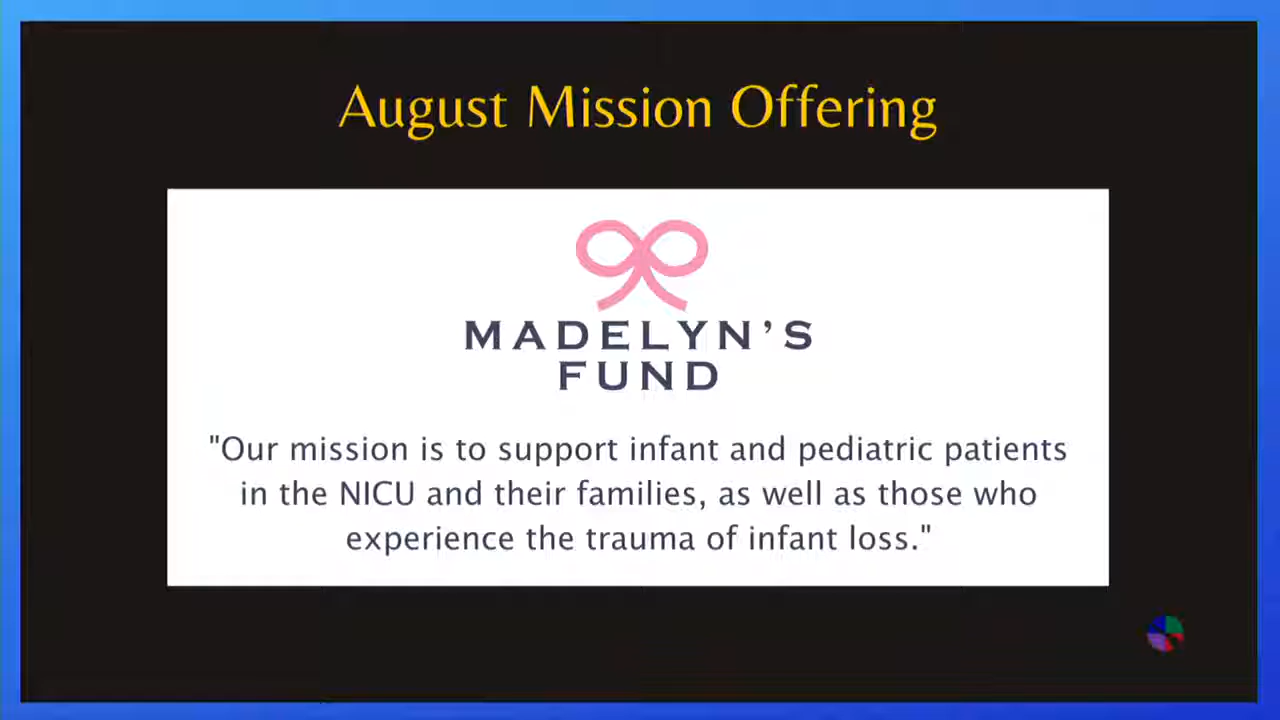 August Mission Offering
MADELYN’S
FUND
"Our mission is to support infant and pediatric patients
in the NICU and their families, as well as those who
experience the trauma of infant loss."